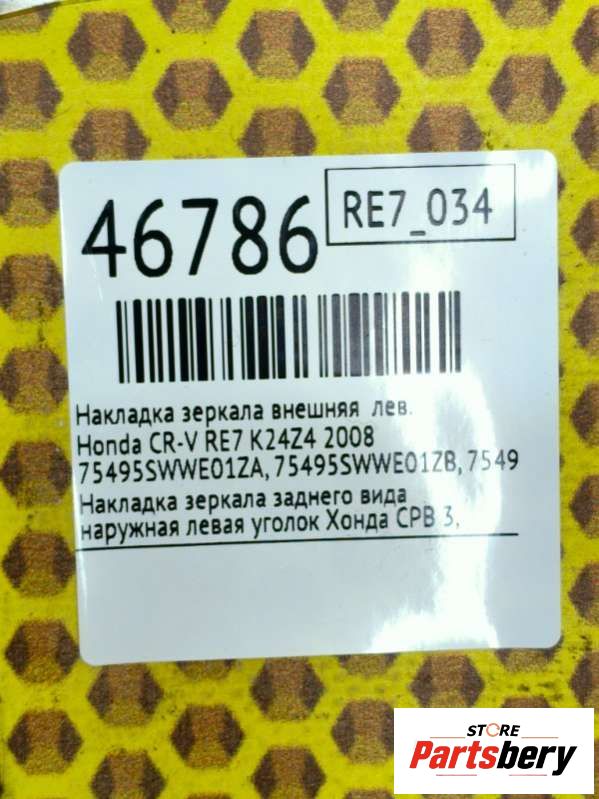 46786
RE7_034
Накладка зеркала внешняя лев.
Honda CR-V RE7 K24Z4 2008
75495SWWE01ZA, 75495SWWE01ZB, 7549
Накладка зеркала заднего вида
наружная левая уголок Хонда СРВ 3,
STORE
Partsbery